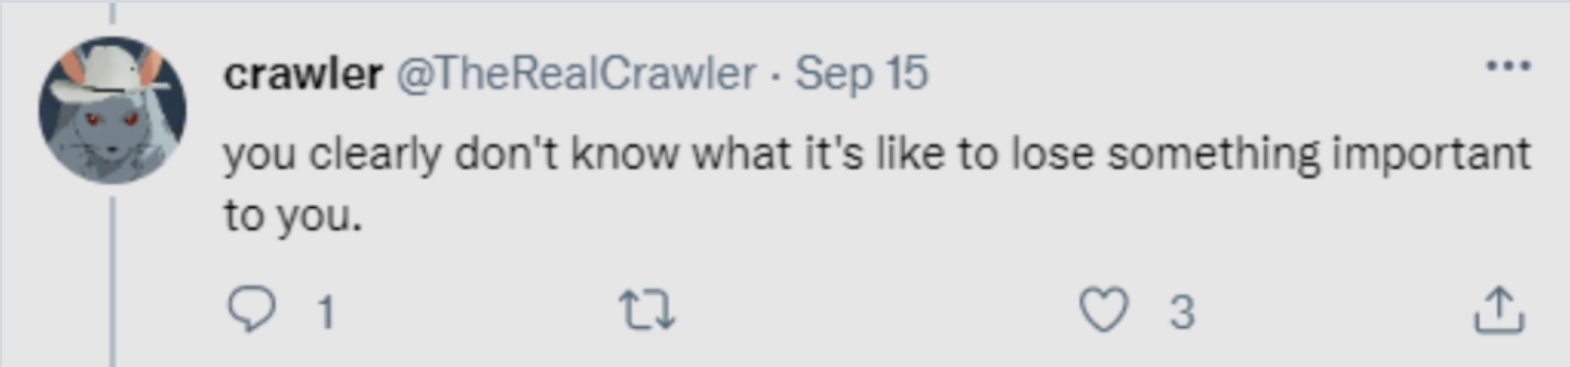 crawler @TheRealCrawler · Sep 15
you clearly don't know what it's like to lose something important
to you.
1 3